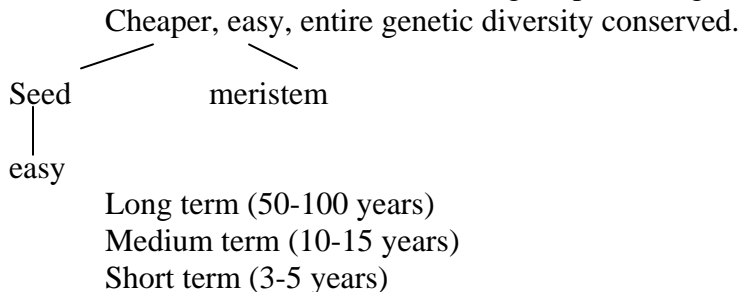 Cheaper, easy, entire genetic diversity conserved.
Seed meristem
easy
Long term (50-100 years)
Medium term (10-15 years)
Short term (3-5 years)